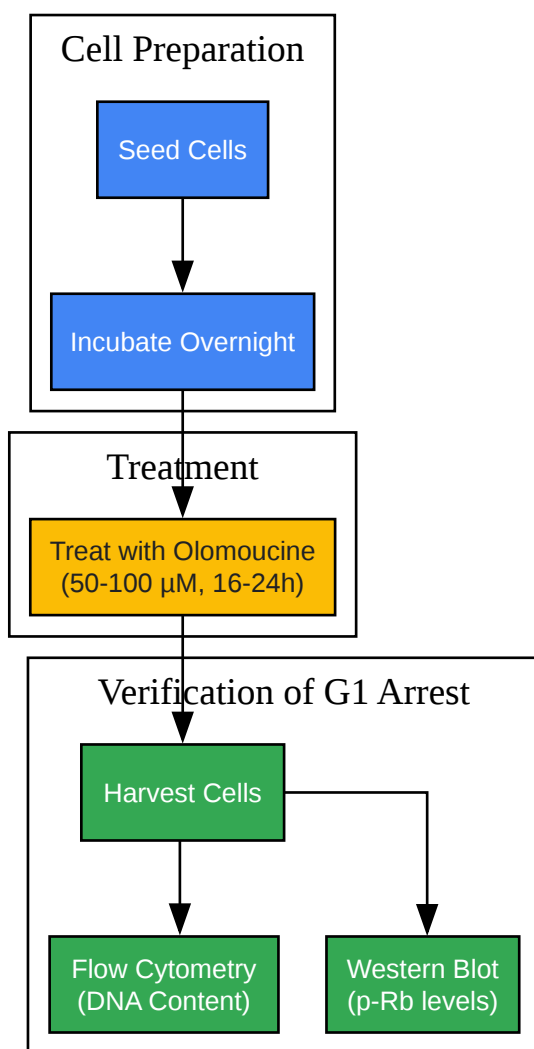 Cell Preparation
Seed Cells
Incubate Overnight
Treatment
Treat with Olomoucine
(50-100 µM, 16-24h)
Verification of G1 Arrest
Harvest Cells
Flow Cytometry
(DNA Content)
Western Blot
(p-Rb levels)